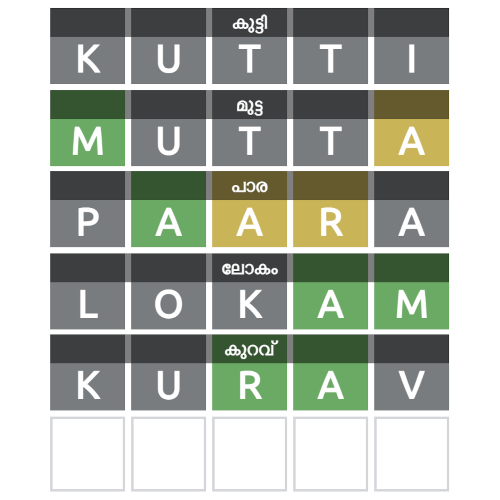 കുട്ടി
K U T T I
മുട്ട
M U T T A
പാര
P A A R A
ലോകം
L O K A M
കുറവ്
K U R A V